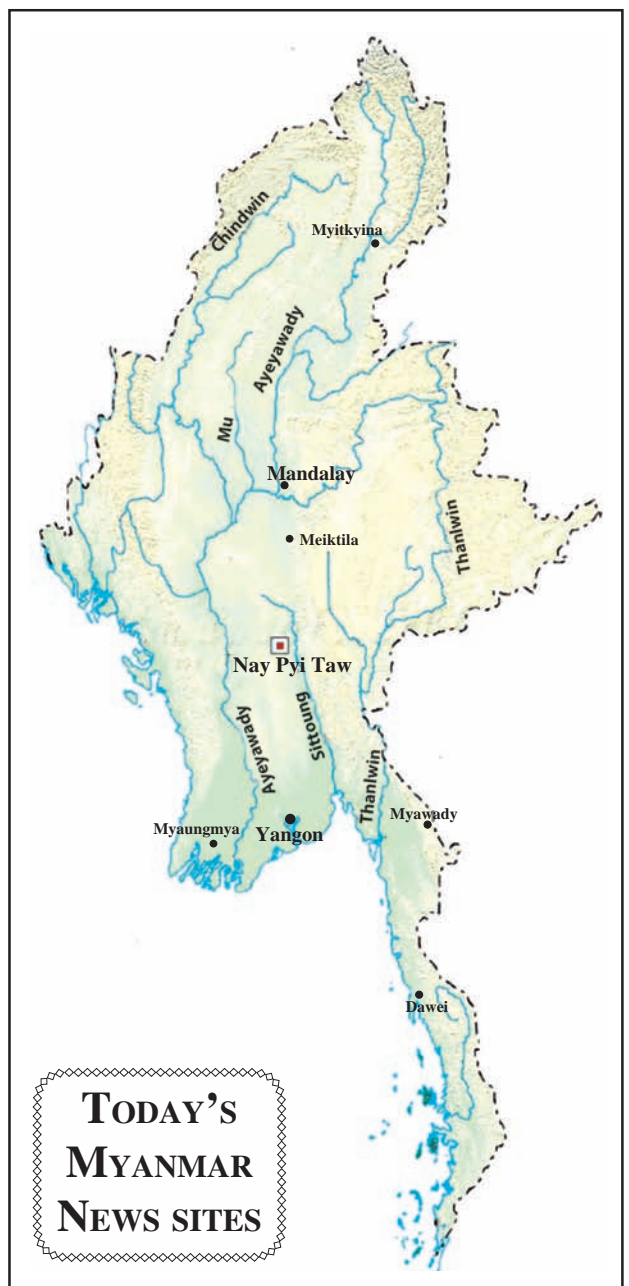 Chindwin
Myitkyina
Ayeyawady
Mu
Mandalay
Thanlwin
Meiktila
Nay Pyi Taw
Ayeyawady
Sittoung
Thanlwin
Myawady
Myaungmya
Yangon
Dawei
TODAY'S
MYANMAR
NEWS SITES